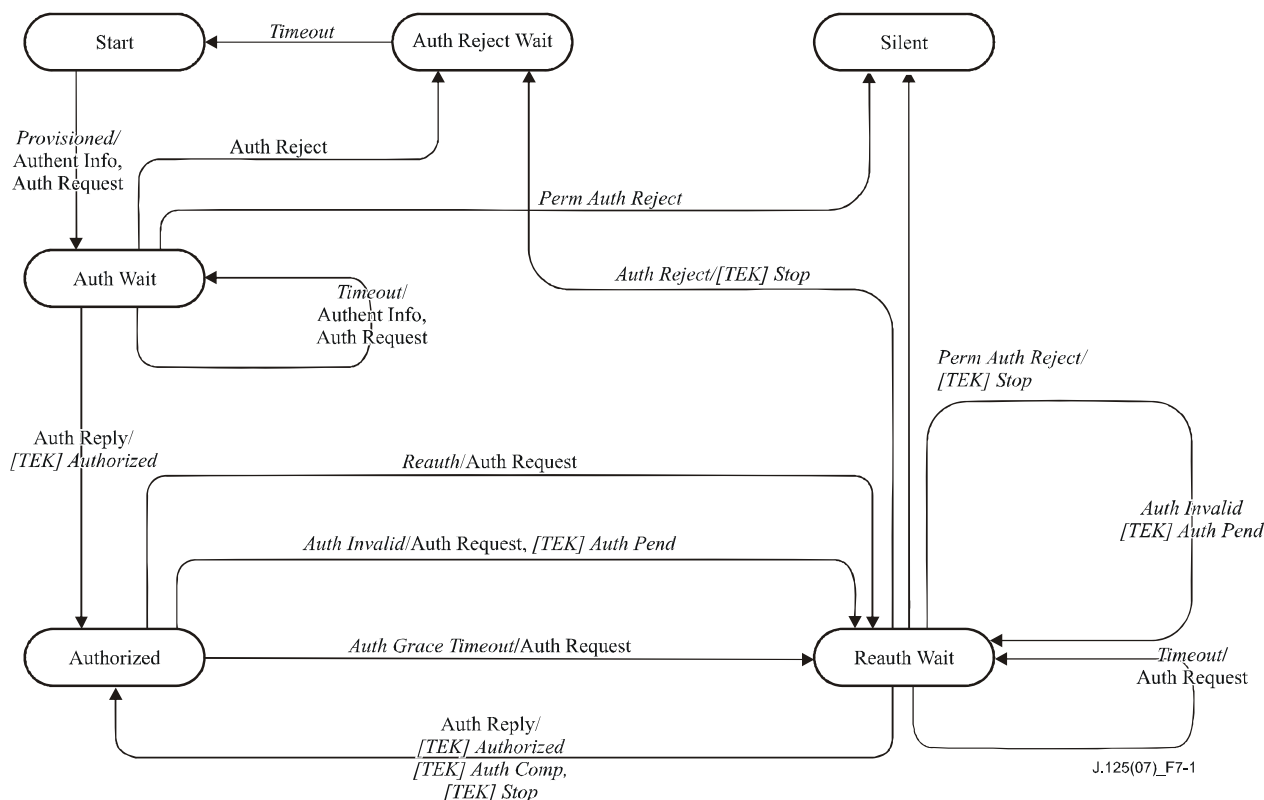 Start
Timeout
Auth Reject Wait
Silent
Provisioned/
Authent Info,
Auth Request
Auth Reject
Perm Auth Reject
Auth Wait
Timeout/
Authent Info,
Auth Request
Auth Reject/[TEK] Stop
Perm Auth Reject/
[TEK] Stop
Auth Reply/
[TEK] Authorized
Reauth/Auth Request
Auth Invalid
[TEK] Auth Pend
Auth Invalid/Auth Request, [TEK] Auth Pend
Authorized
Auth Grace Timeout/Auth Request
Reauth Wait
Timeout/
Auth Request
Auth Reply/
[TEK] Authorized
[TEK] Auth Comp,
[TEK] Stop
J.125(07)_F7-1